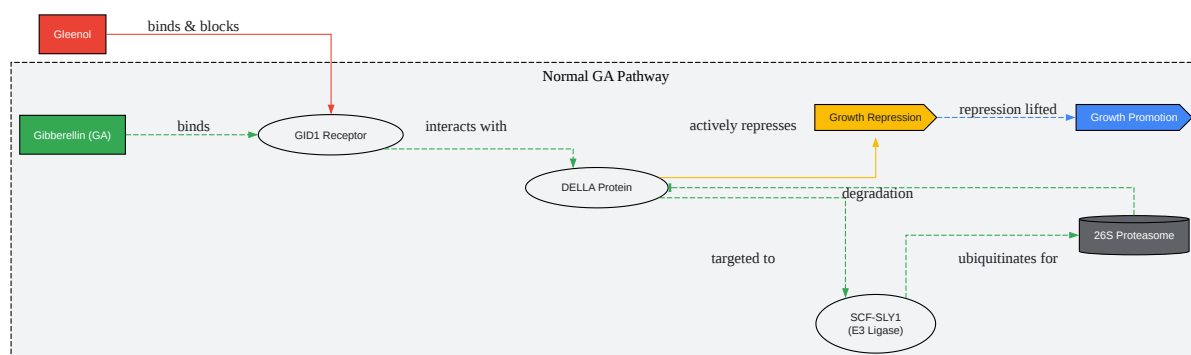 Gleenol
binds & blocks
Normal GA Pathway
Gibberellin (GA)
binds
GID1 Receptor
interacts with
actively represses
Growth Repression
repression lifted
Growth Promotion
DELLA Protein
degradation
26S Proteasome
targeted to
ubiquitinates for
SCF-SLY1
(E3 Ligase)